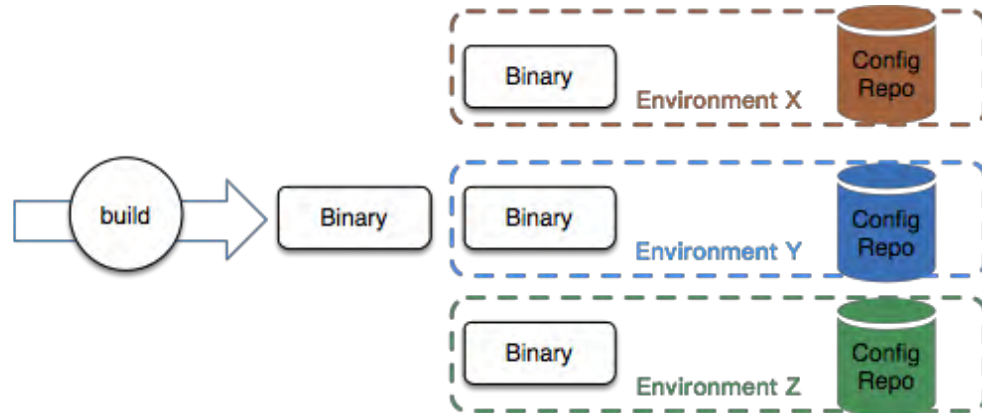 Binary
Environment X
Config
Repo
build
Binary
Binary
Environment Y
Config
Repo
Binary
Environment Z
Config
Repo